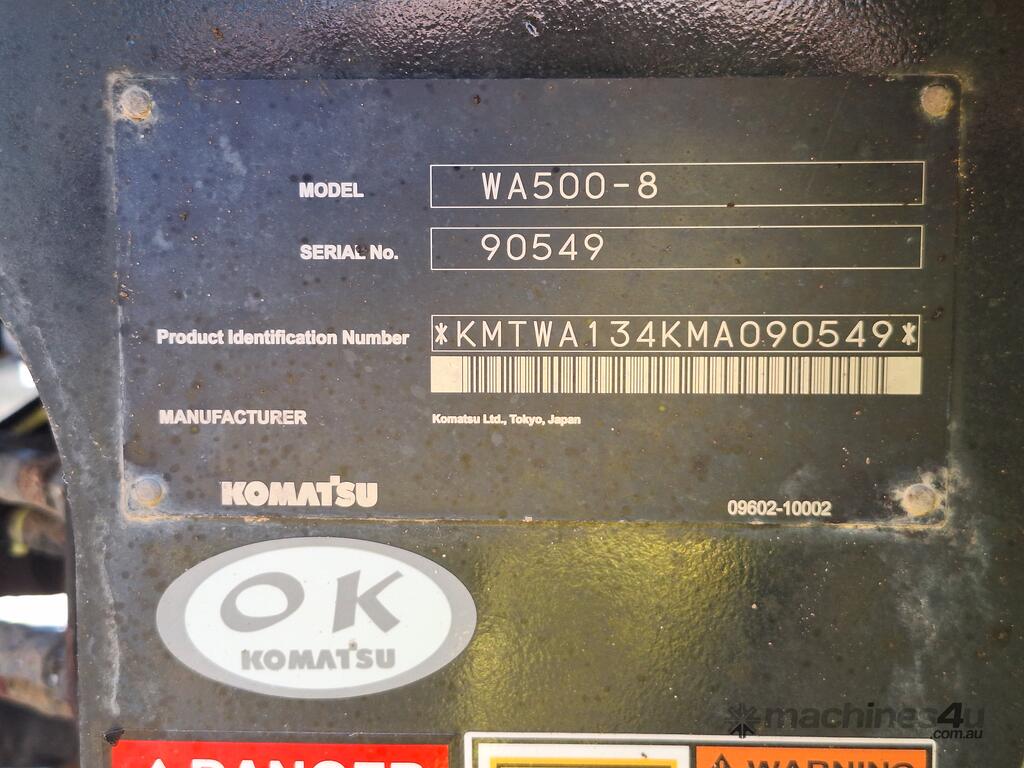 MODEL WA500-8
SERIAL No. 90549
Product Identification Number *KMTWA134KMA090549*
MANUFACTURER Komatsu Ltd., Tokyo, Japan
KOMATSU 09602-10002
OK
KOMATSU
machines4u
.com.au
DANGER
WARNING